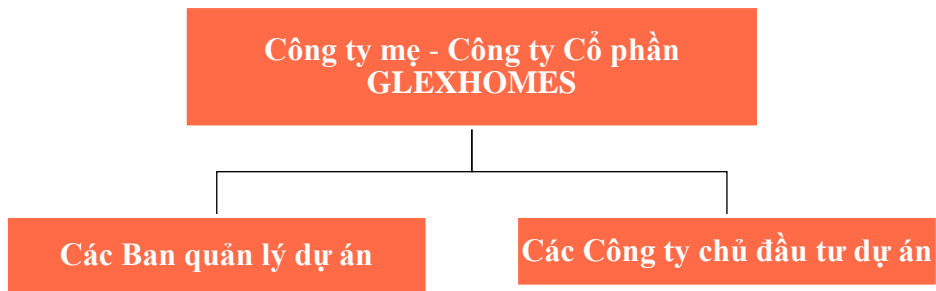 Công ty mẹ - Công ty Cổ phần
GLEXHOMES
Các Ban quản lý dự án
Các Công ty chủ đầu tư dự án